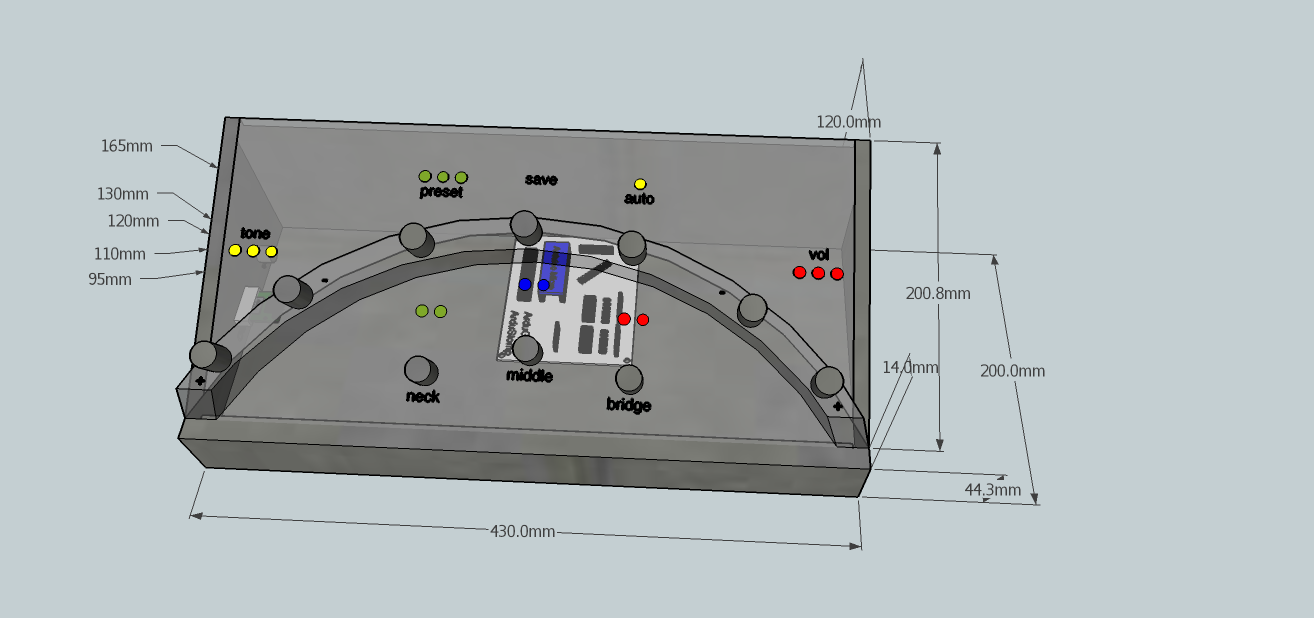 120.0mm
165mm
130mm
120mm
110mm
95mm
preset
save
auto
tone
vol
200.8mm
200.0mm
14.0mm
+
-
-
+
neck
middle
bridge
44.3mm
430.0mm